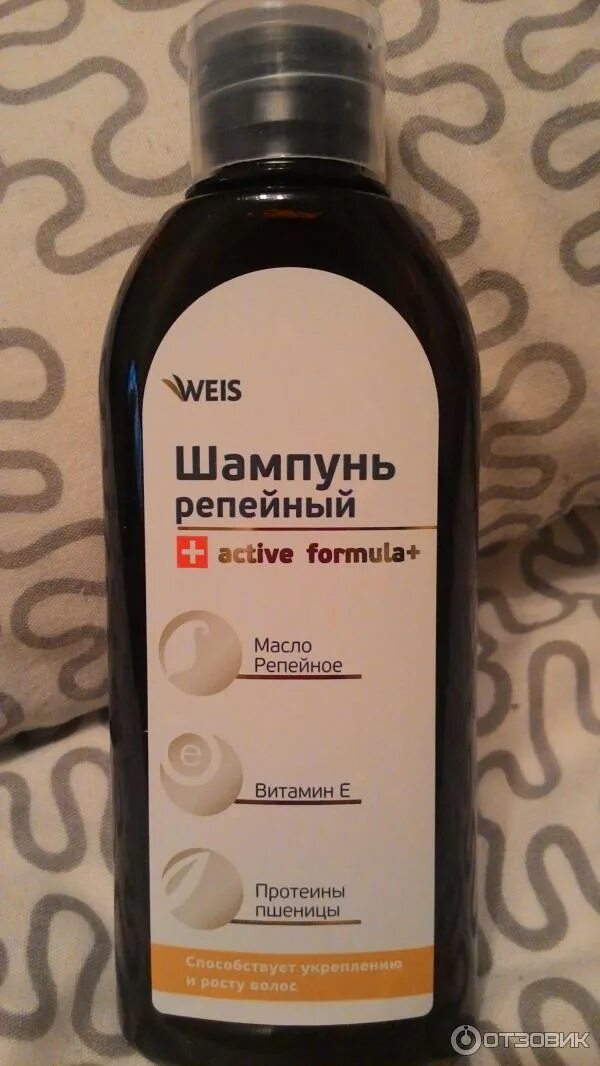 WEIS
Шампунь
репейный
active formula+
Масло
Репейное
e
Витамин Е
Протеины
пшеницы
Способствует укреплению
и росту волос
ОТЗОВИК